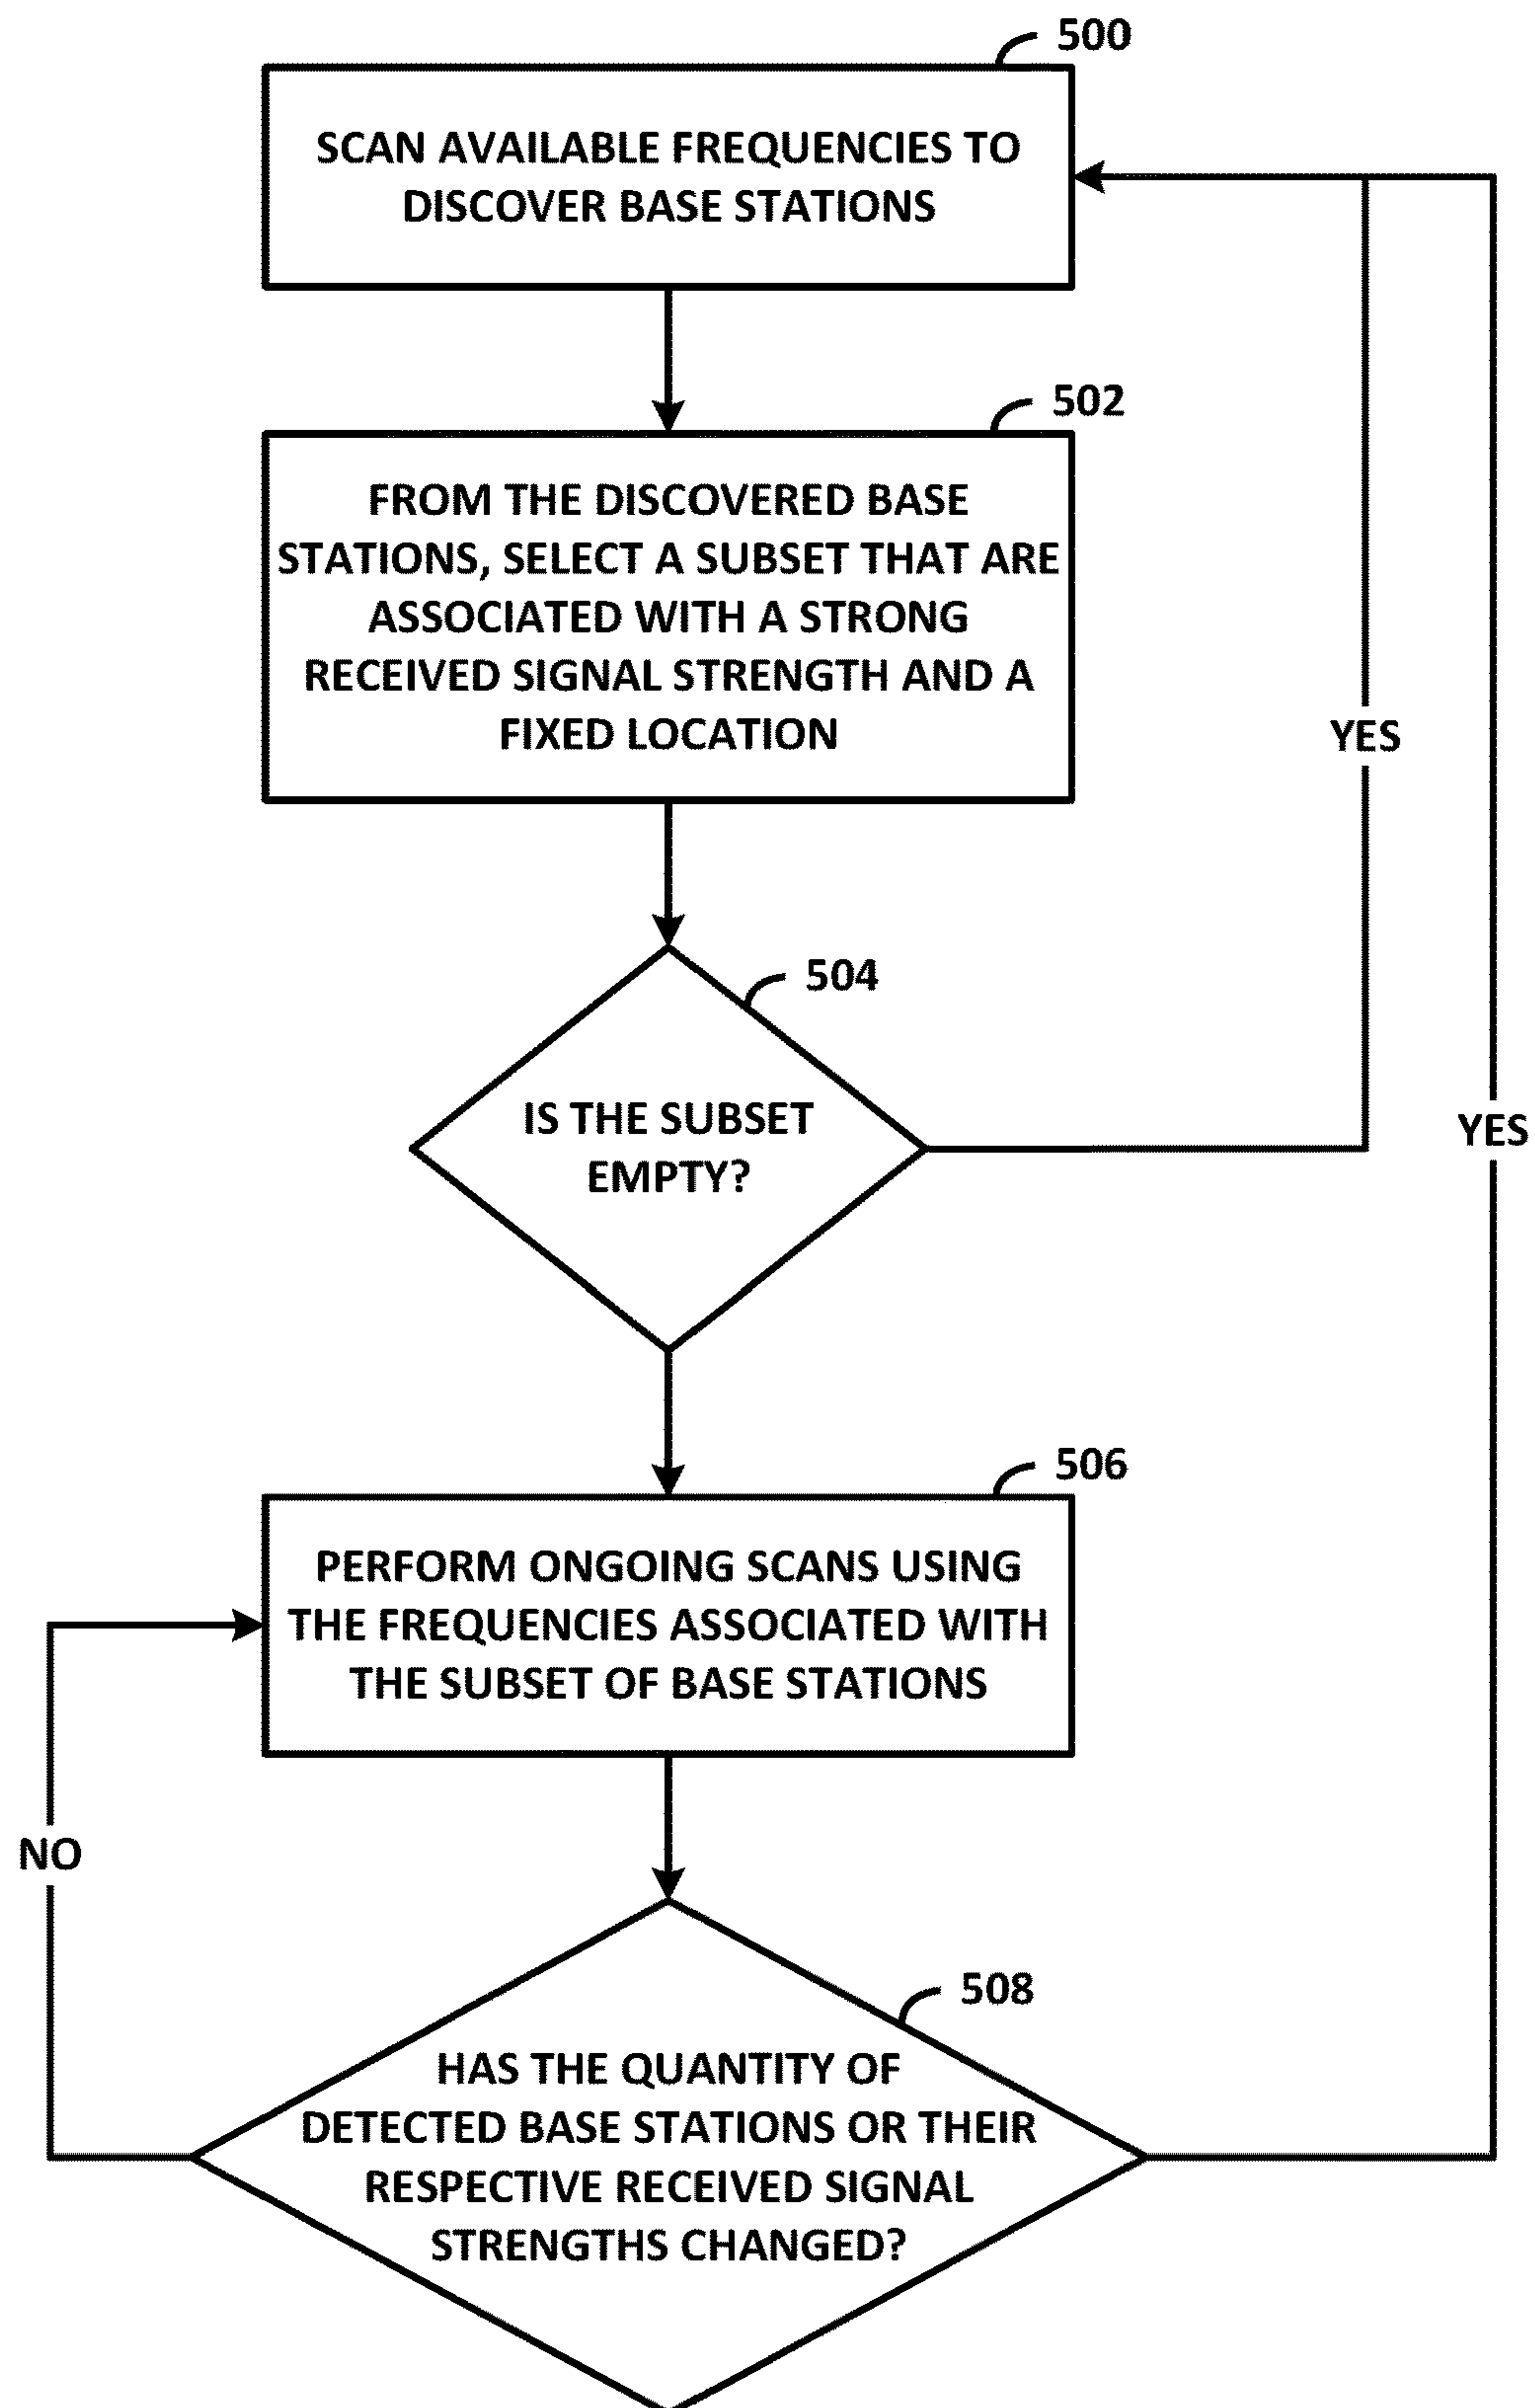 500
SCAN AVAILABLE FREQUENCIES TO
DISCOVER BASE STATIONS
502
FROM THE DISCOVERED BASE
STATIONS, SELECT A SUBSET THAT ARE
ASSOCIATED WITH A STRONG
RECEIVED SIGNAL STRENGTH AND A
FIXED LOCATION
YES
504
IS THE SUBSET
EMPTY?
YES
506
PERFORM ONGOING SCANS USING
THE FREQUENCIES ASSOCIATED WITH
THE SUBSET OF BASE STATIONS
NO
508
HAS THE QUANTITY OF
DETECTED BASE STATIONS OR THEIR
RESPECTIVE RECEIVED SIGNAL
STRENGTHS CHANGED?